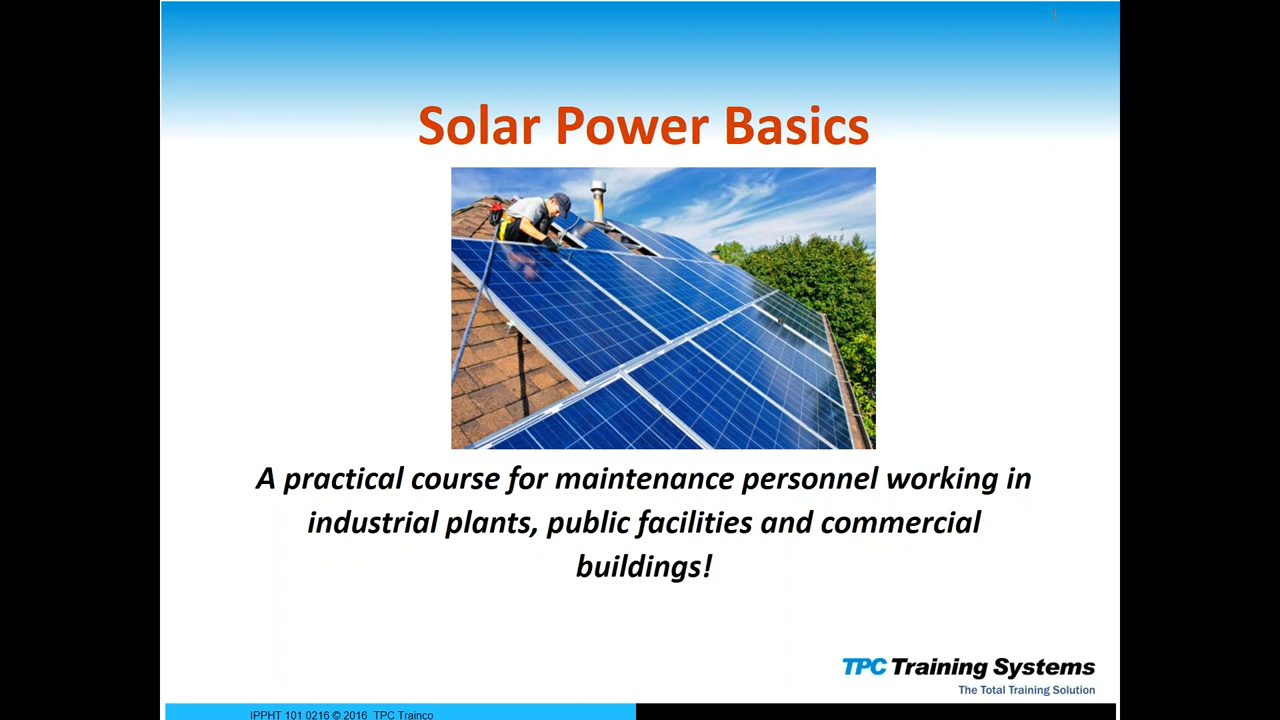 1
Solar Power Basics
A practical course for maintenance personnel working in
industrial plants, public facilities and commercial
buildings!
TPC Training Systems
The Total Training Solution
IPPHT 101 0216 © 2016 TPC Trainco